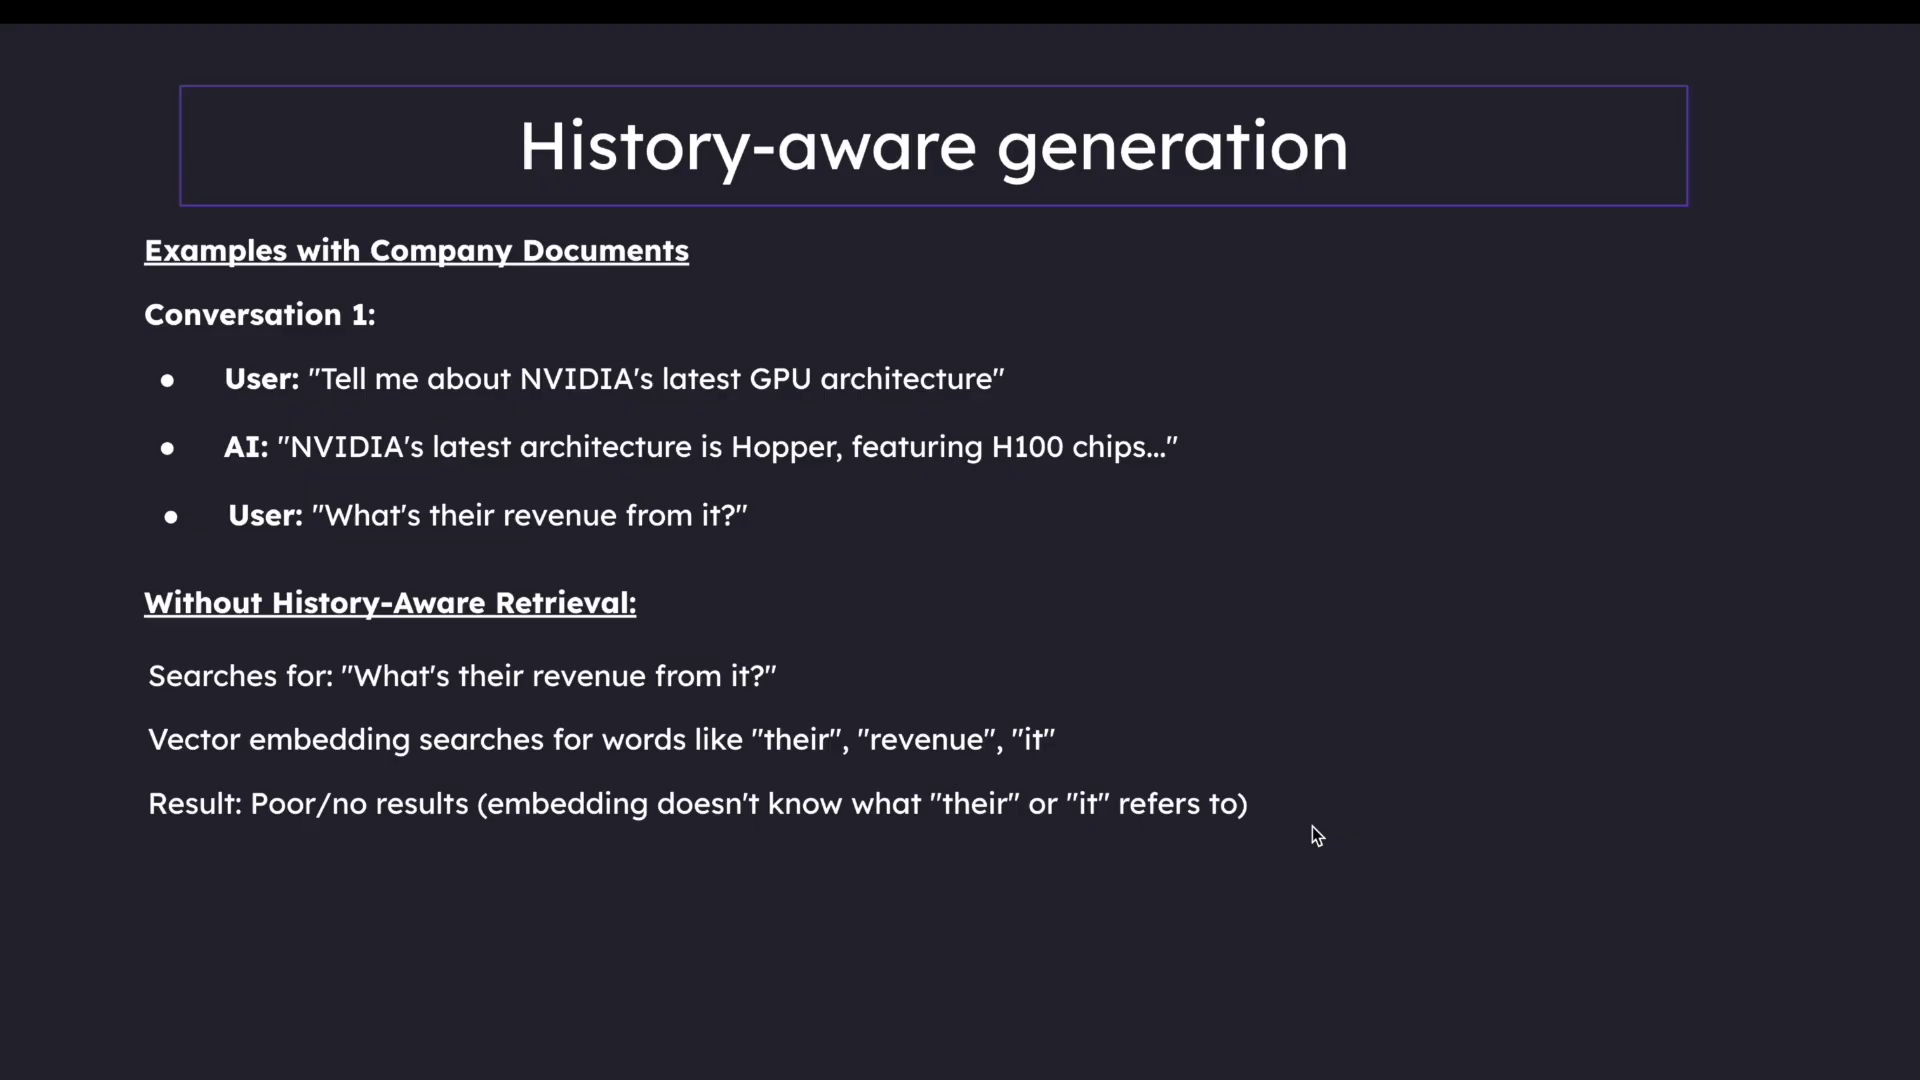 History-aware generation
Examples with Company Documents
Conversation 1:
● User: "Tell me about NVIDIA's latest GPU architecture"
● AI: "NVIDIA's latest architecture is Hopper, featuring H100 chips..."
● User: "What's their revenue from it?"
Without History-Aware Retrieval:
Searches for: "What's their revenue from it?"
Vector embedding searches for words like "their", "revenue", "it"
Result: Poor/no results (embedding doesn't know what "their" or "it" refers to)